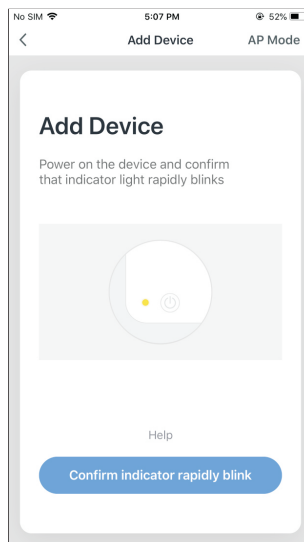 No SIM 5:07 PM 52%
Add Device AP Mode
Add Device
Power on the device and confirm
that indicator light rapidly blinks
Help
Confirm indicator rapidly blink